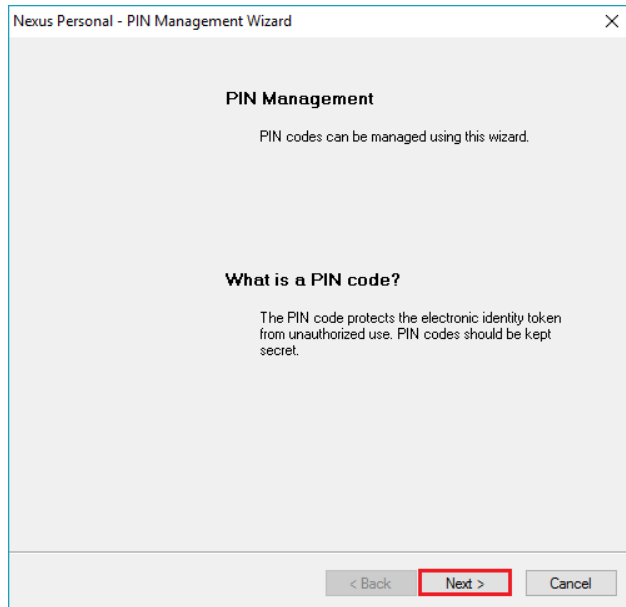 Nexus Personal - PIN Management Wizard
PIN Management
PIN codes can be managed using this wizard.
What is a PIN code?
The PIN code protects the electronic identity token
from unauthorized use. PIN codes should be kept
secret.
< Back Next > Cancel